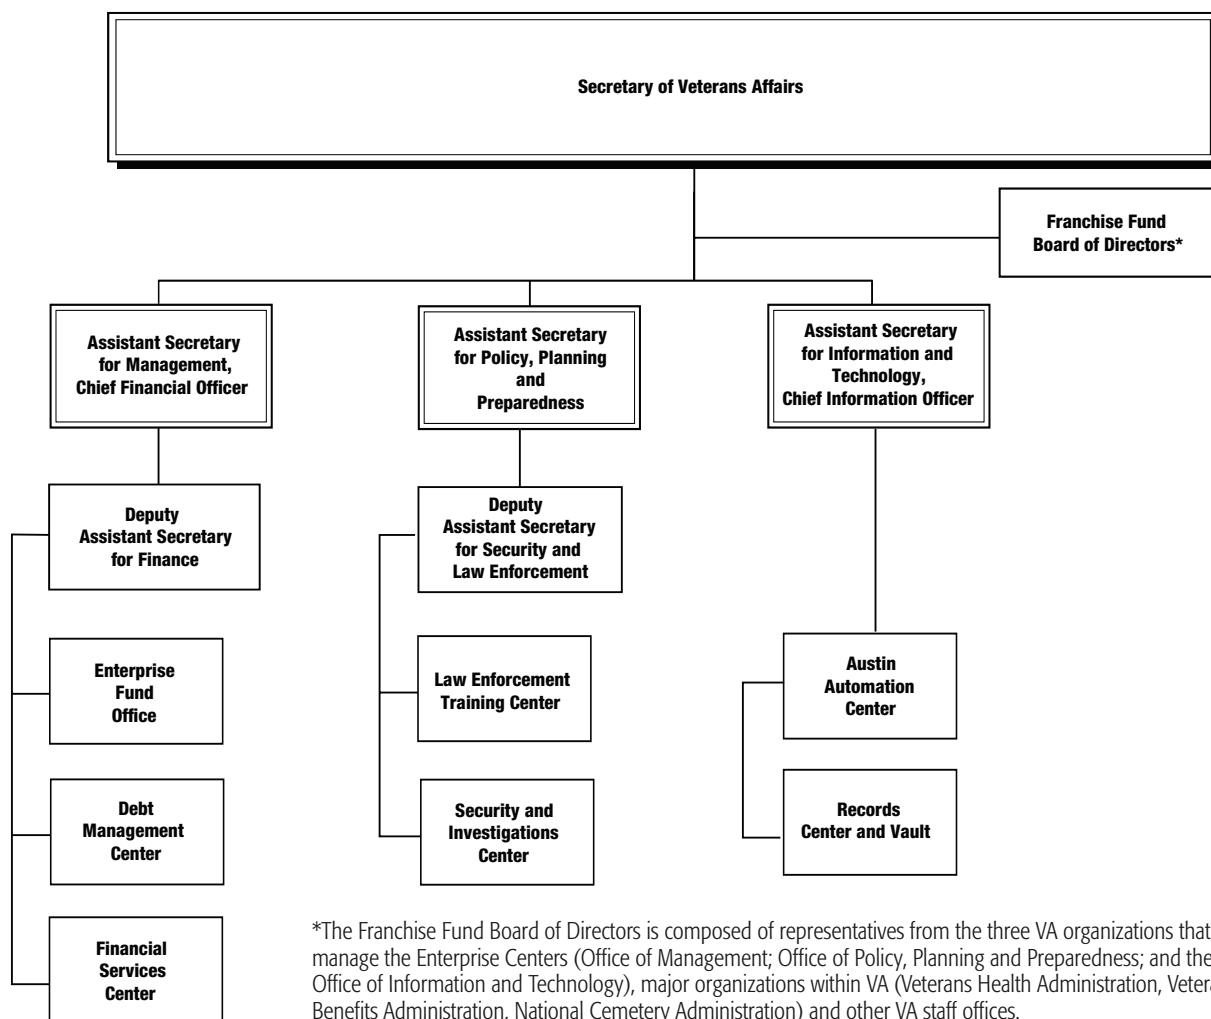 Secretary of Veterans Affairs
Franchise Fund
Board of Directors*
Assistant Secretary
for Management,
Chief Financial Officer
Assistant Secretary
for Policy, Planning
and
Preparedness
Assistant Secretary
for Information and
Technology,
Chief Information Officer
Deputy
Assistant Secretary
for Finance
Deputy
Assistant Secretary
for Security and
Law Enforcement
Enterprise
Fund
Office
Law Enforcement
Training Center
Austin
Automation
Center
Debt
Management
Center
Security and
Investigations
Center
Records
Center and Vault
Financial
Services
Center
*The Franchise Fund Board of Directors is composed of representatives from the three VA organizations that
manage the Enterprise Centers (Office of Management; Office of Policy, Planning and Preparedness; and the
Office of Information and Technology), major organizations within VA (Veterans Health Administration,
Benefits Administration, National Cemetery Administration) and other VA staff offices.